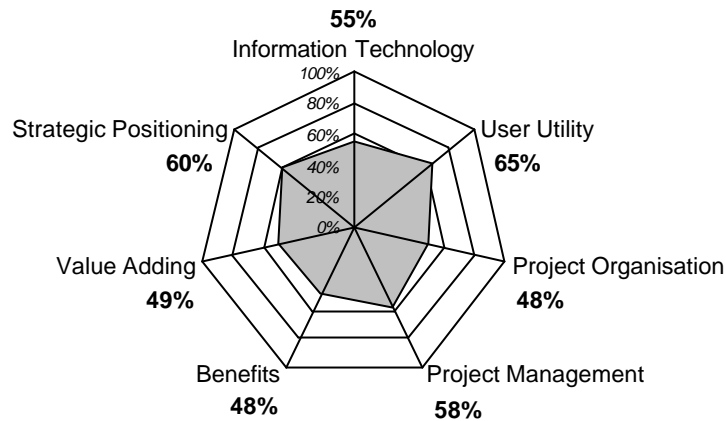 55%
Information Technology
100%
80%
60%
40%
20%
0%
Strategic Positioning
60%
User Utility
65%
Value Adding
49%
Project Organisation
48%
Benefits
48%
Project Management
58%